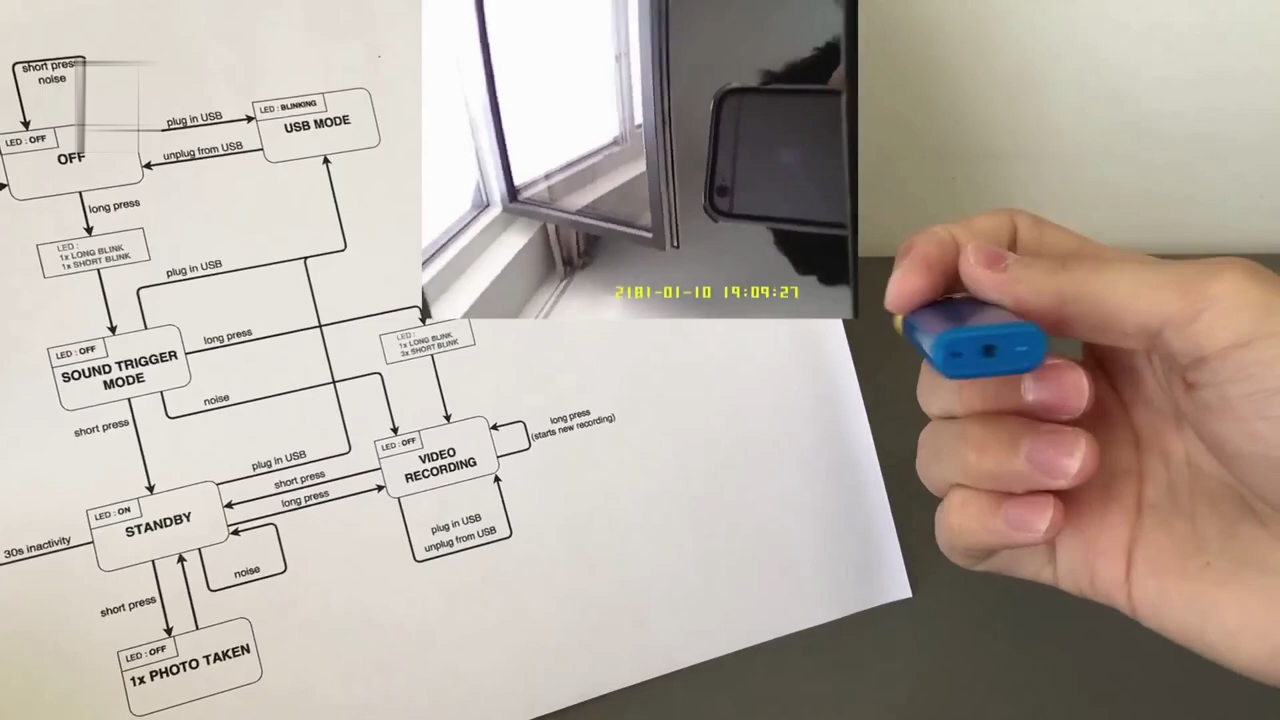 short press
noise
LED : OFF
OFF
plug in USB
unplug from USB
LED : BLINKING
USB MODE
long press
LED :
1x LONG BLINK
1x SHORT BLINK
plug in USB
LED : OFF
SOUND TRIGGER
MODE
long press
noise
short press
LED :
1x LONG BLINK
3x SHORT BLINK
LED : OFF
VIDEO
RECORDING
long press
(starts new recording)
plug in USB
short press
long press
LED : ON
STANDBY
30s inactivity
noise
plug in USB
unplug from USB
short press
LED : OFF
1x PHOTO TAKEN
2181-01-10 19:09:27